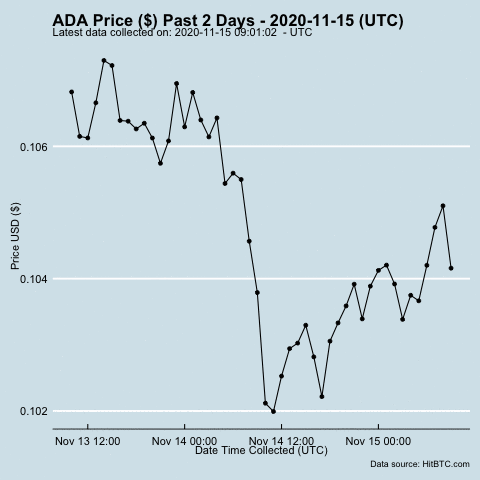 ADA Price ($) Past 2 Days - 2020-11-15 (UTC)
Latest data collected on: 2020-11-15 09:01:02  - UTC
0.106
0.104
0.102
Price USD ($)
Nov 13 12:00 Nov 14 00:00 Nov 14 12:00 Nov 15 00:00
Date Time Collected (UTC)
Data source: HitBTC.com